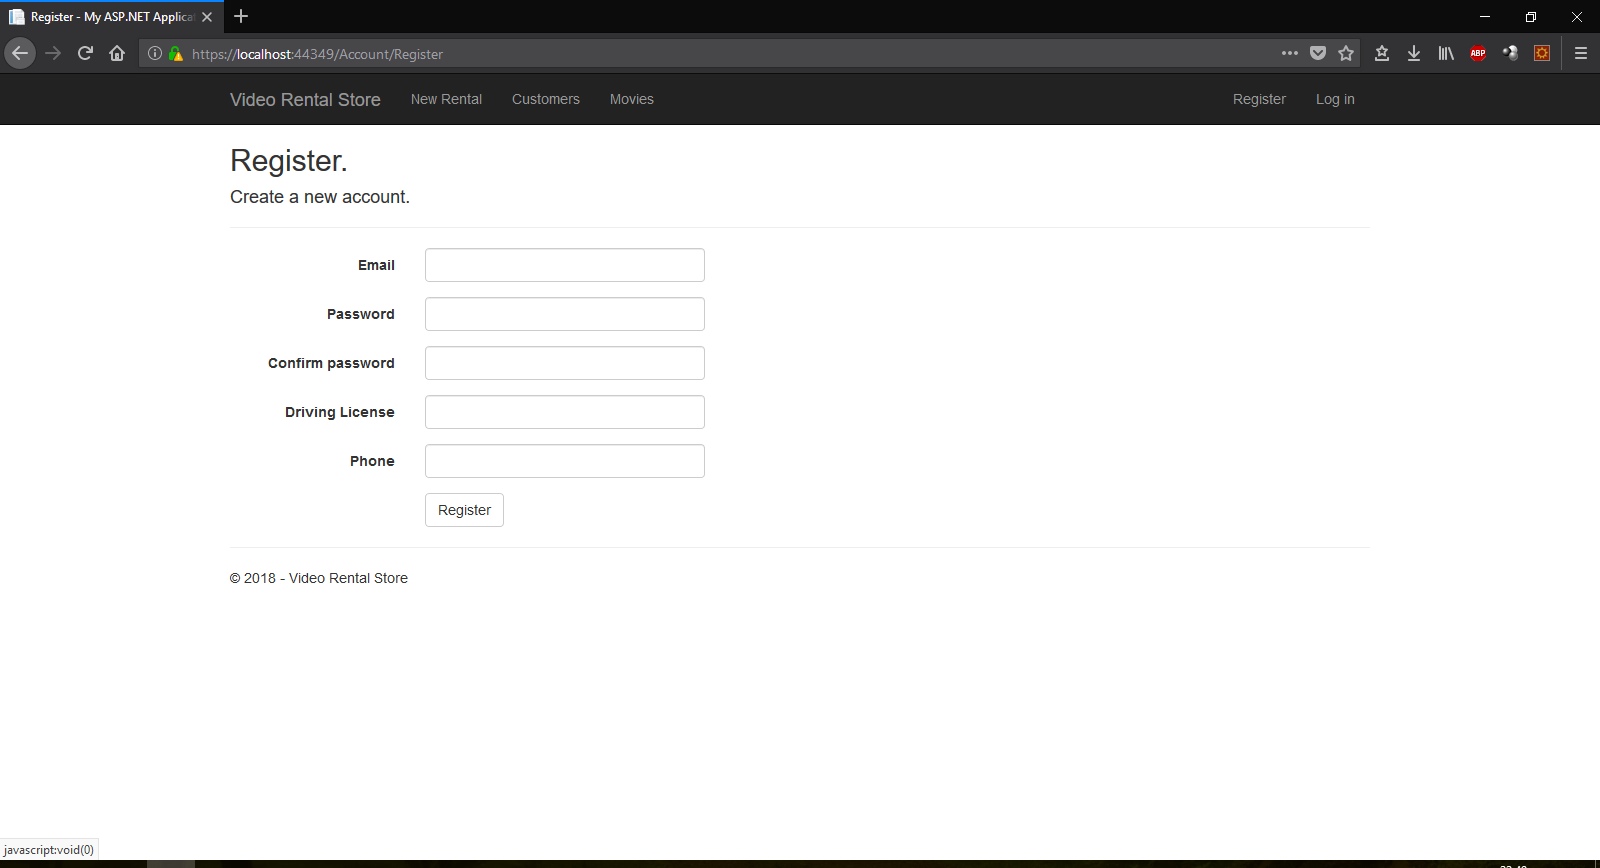 Register - My ASP.NET Applica
https://localhost:44349/Account/Register
ABP
Video Rental Store New Rental Customers Movies Register Log in
Register.
Create a new account.
Email
Password
Confirm password
Driving License
Phone
Register
© 2018 - Video Rental Store
javascript:void(0)